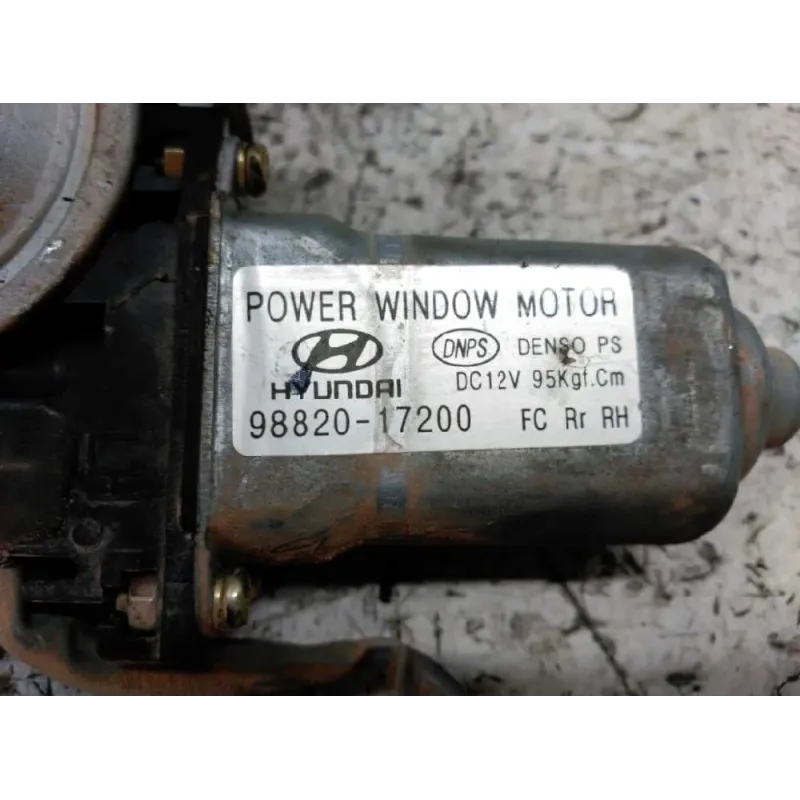 POWER WINDOW MOTOR
HYUNDAI DNPS DENSO PS
DC12V 95Kgf.Cm
98820-17200 FC Rr RH